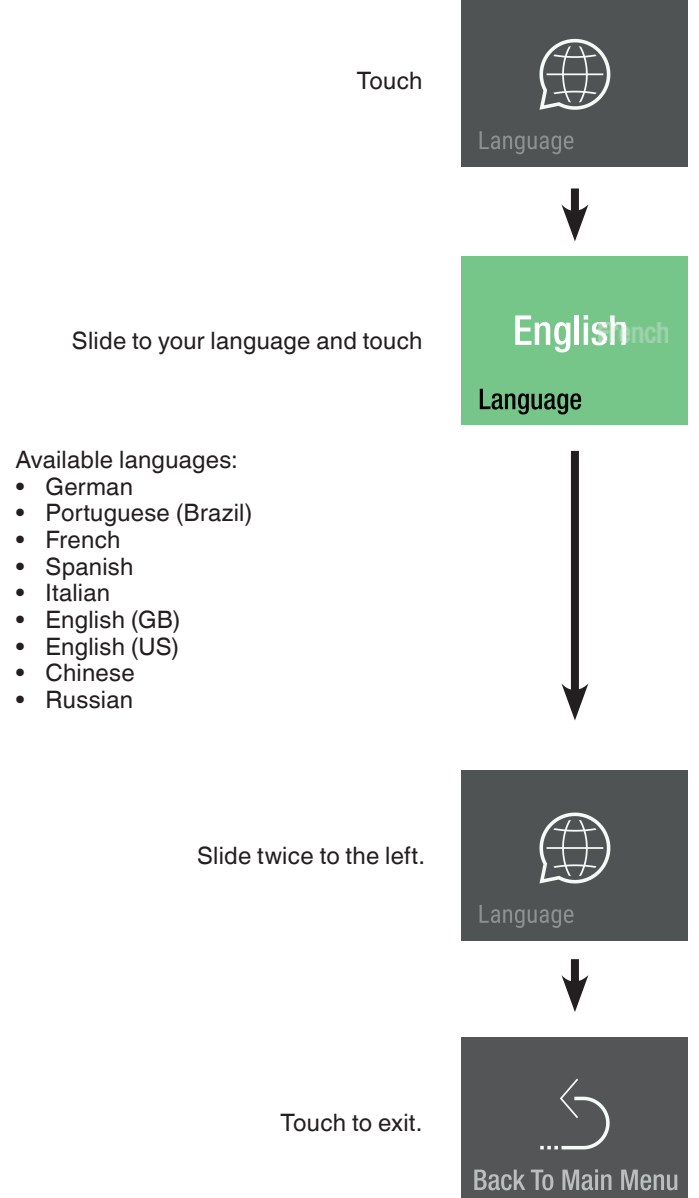 Touch
Language
Slide to your language and touch
English French
Language
Available languages:
• German
• Portuguese (Brazil)
• French
• Spanish
• Italian
• English (GB)
• English (US)
• Chinese
• Russian
Slide twice to the left.
Language
Touch to exit.
Back To Main Menu